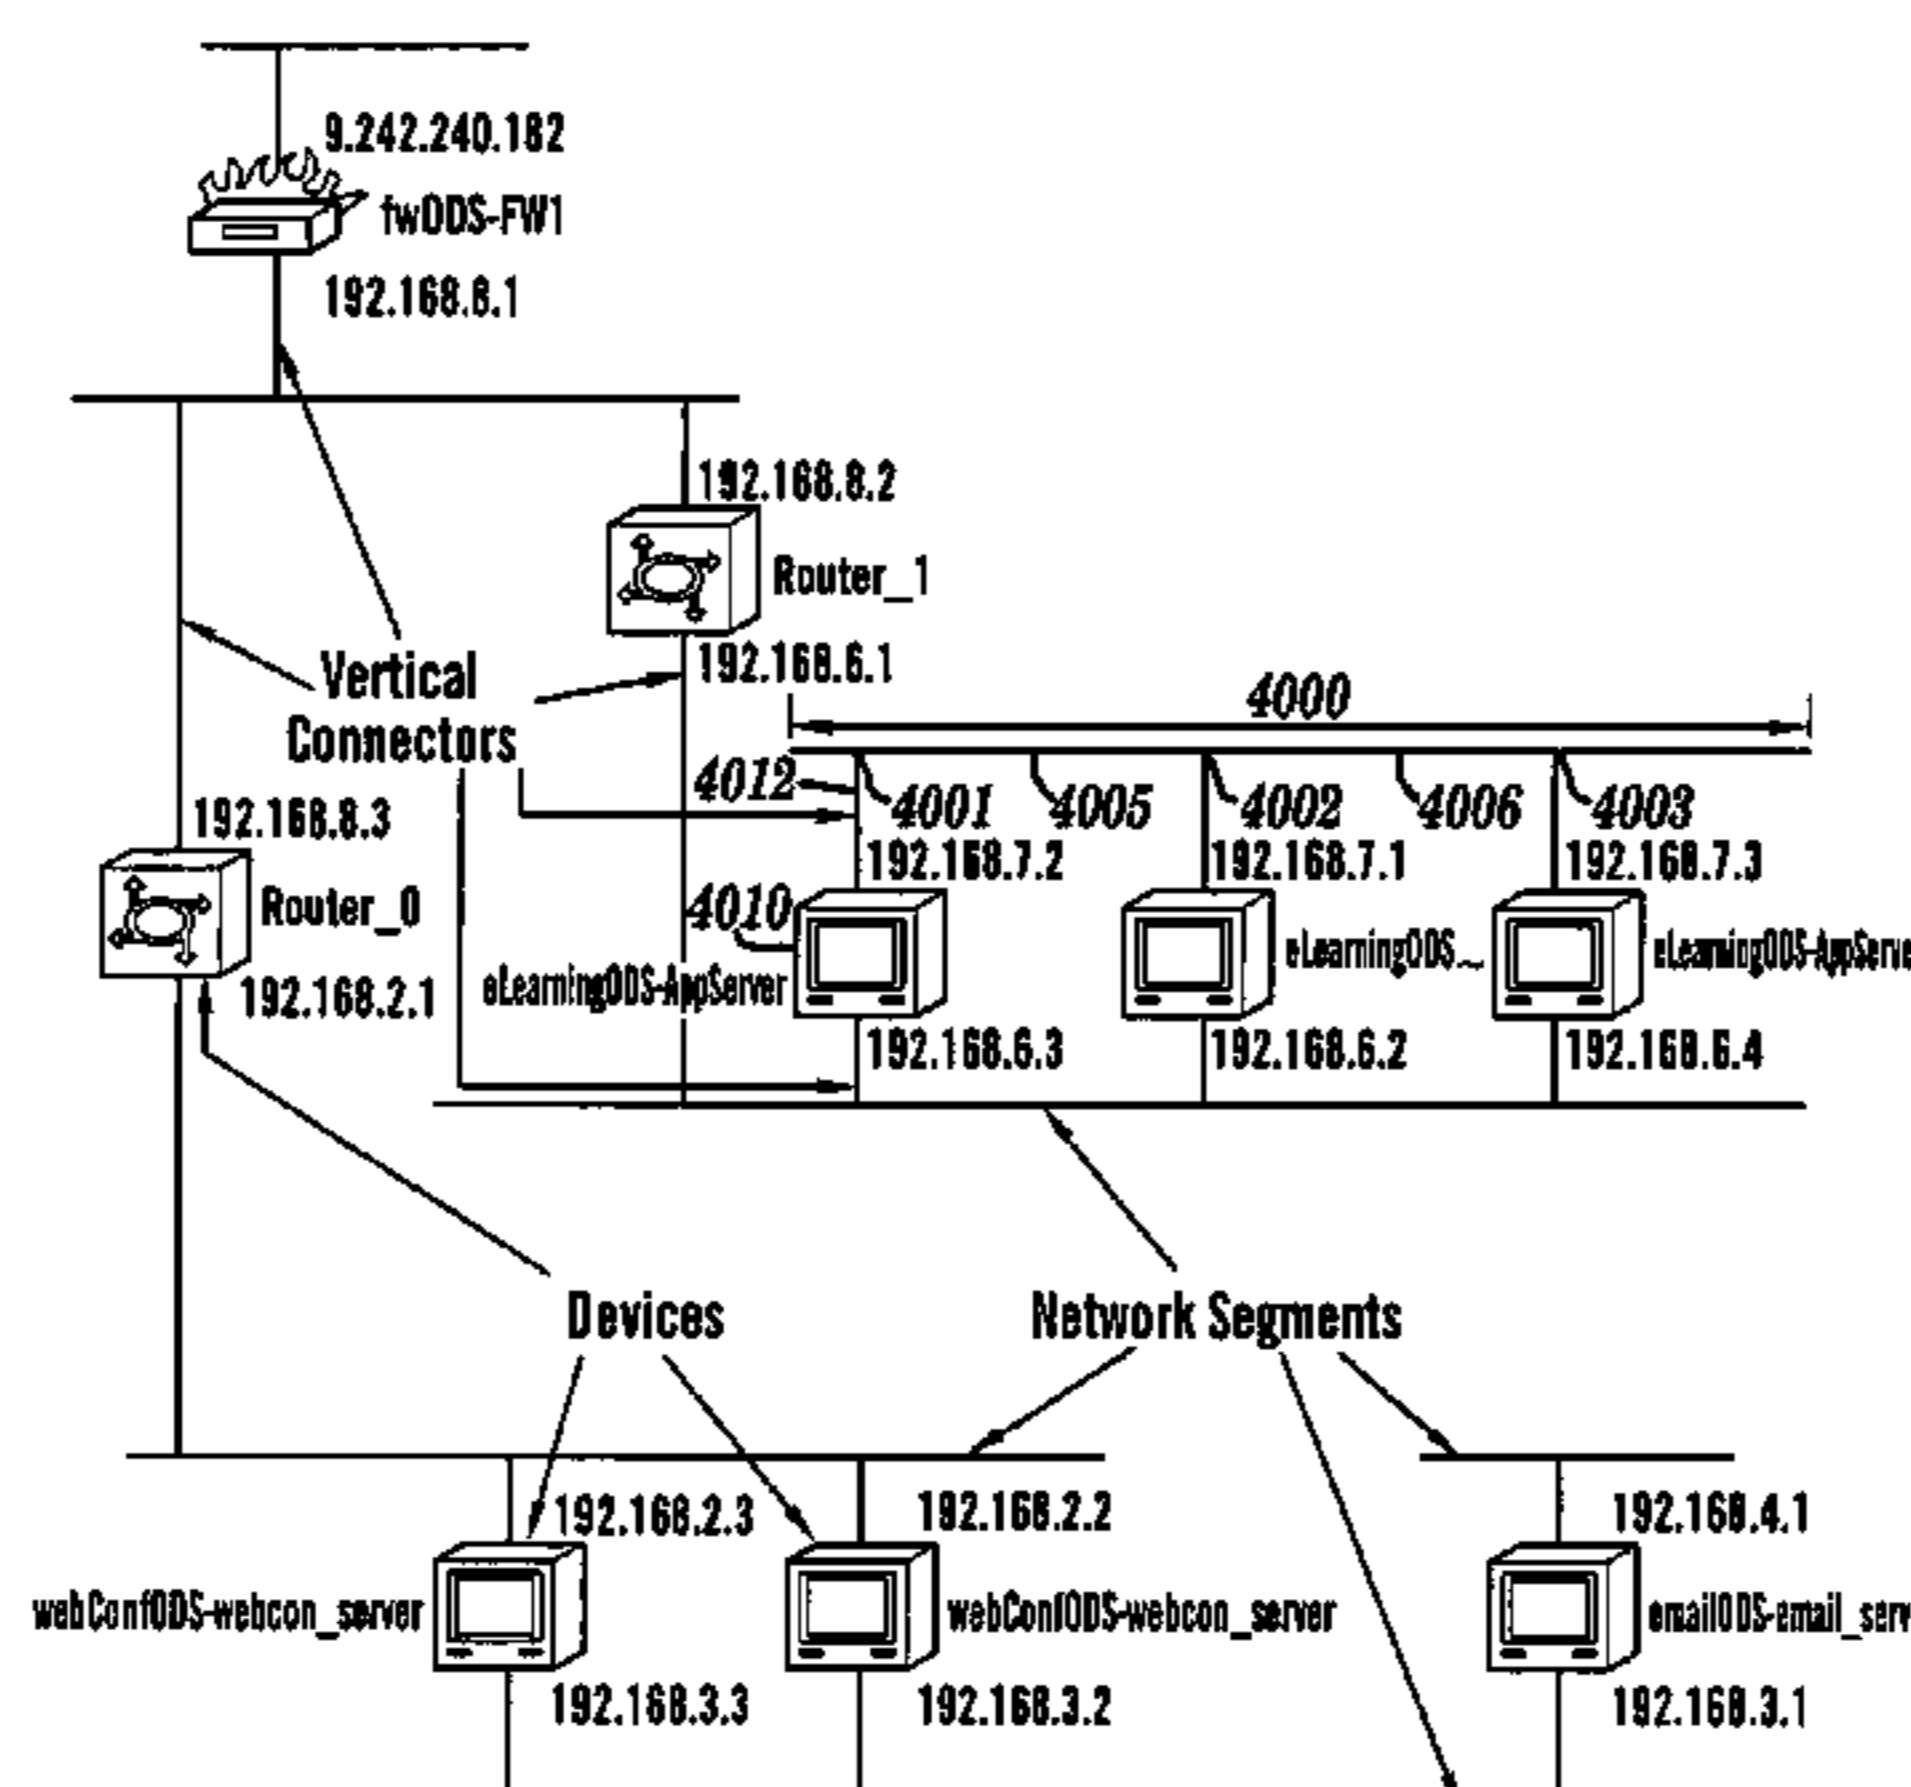 9.242.240.182
fwODS-FW1
192.168.8.1
192.168.8.2
Router_1
192.168.6.1
Vertical
Connectors
4000
4012
4001
4005
4002
4006
4003
192.168.8.3
192.168.7.2
192.168.7.1
192.168.7.3
Router_0
4010
eLearningODS-AppServer
eLearningODS...
eLearningODS-AppServe
192.168.2.1
192.168.6.3
192.168.6.2
192.168.6.4
Devices
Network Segments
192.168.2.3
192.168.2.2
192.168.4.1
webConfODS-webcon_server
webConfODS-webcon_server
emailODS-email_serv
192.168.3.3
192.168.3.2
192.168.3.1